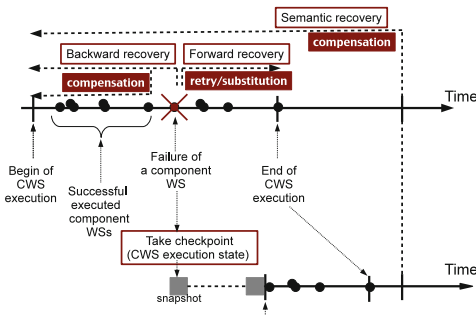 Semantic recovery
compensation
Backward recovery
Forward recovery
compensation
retry/substitution
Time
Begin of
CWS
execution
Successful
executed
component
WSs
Failure of
a component
WS
End of
CWS
execution
Take checkpoint
(CWS execution state)
snapshot
Time